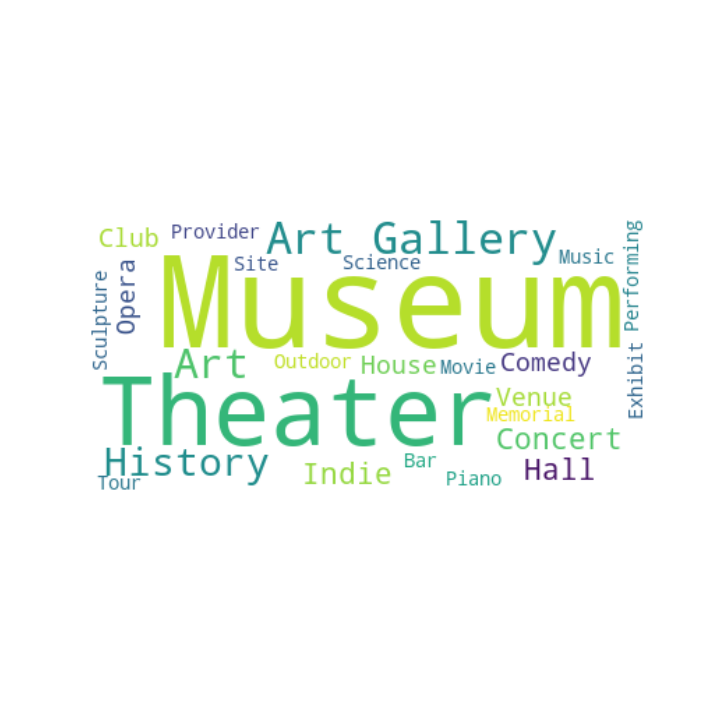 Club
Provider
Art Gallery
Site
Science
Music
Museum
Sculpture
Opera
Exhibit
Performing
Art
Outdoor
House
Movie
Comedy
Theater
Venue
Memorial
Concert
History
Tour
Indie
Bar
Piano
Hall